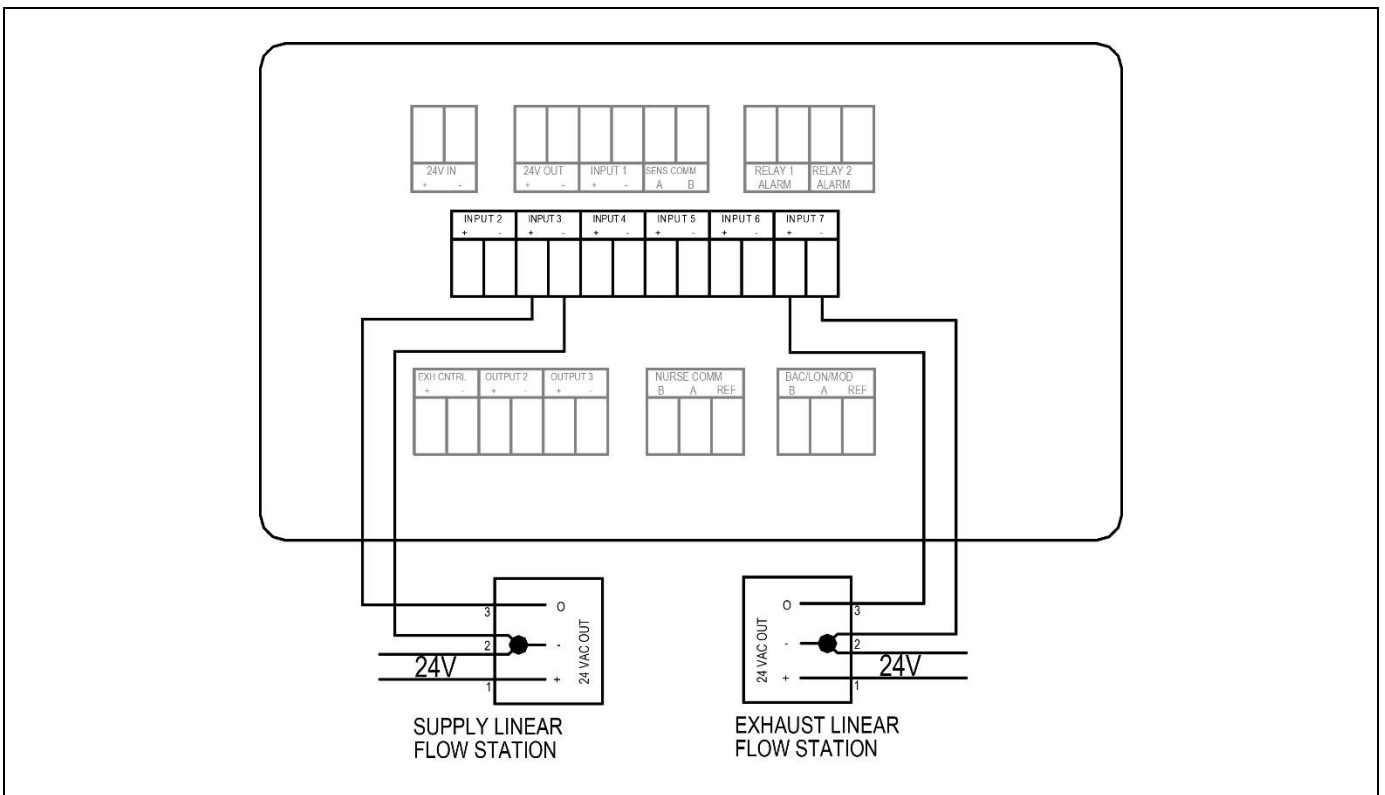 24V IN
+ -
24V OUT INPUT 1 SENS COMM
+ - + - A B
RELAY 1 RELAY 2
ALARM ALARM
INPUT 2 INPUT 3 INPUT 4 INPUT 5 INPUT 6 INPUT 7
+ - + - + - + - + - + -
EXH CNTRL OUTPUT 2 OUTPUT 3
+ - + - + -
NURSE COMM
B A REF
BAC/LON/MOD
B A REF
3 O
2 -
1 +
24V
24 VAC OUT
SUPPLY LINEAR
FLOW STATION
O 3
- 2
+ 1
24 VAC OUT
24V
EXHAUST LINEAR
FLOW STATION